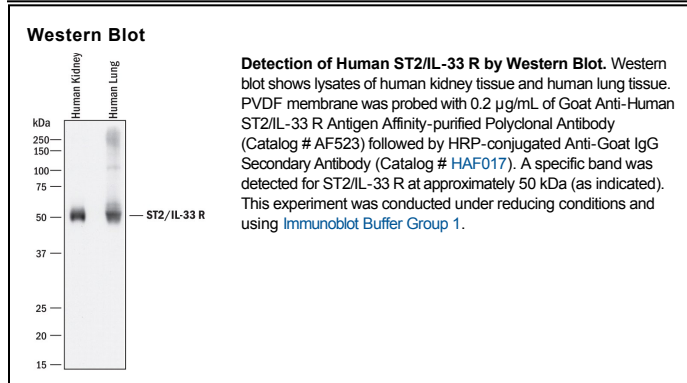 Western Blot
Human Kidney
Human Lung
kDa
250
150
100
75
50
ST2/IL-33 R
37
25
20
15
Detection of Human ST2/IL-33 R by Western Blot. Western
blot shows lysates of human kidney tissue and human lung tissue.
PVDF membrane was probed with 0.2 µg/mL of Goat Anti-Human
ST2/IL-33 R Antigen Affinity-purified Polyclonal Antibody
(Catalog # AF523) followed by HRP-conjugated Anti-Goat IgG
Secondary Antibody (Catalog # HAF017). A specific band was
detected for ST2/IL-33 R at approximately 50 kDa (as indicated).
This experiment was conducted under reducing conditions and
using Immunoblot Buffer Group 1.